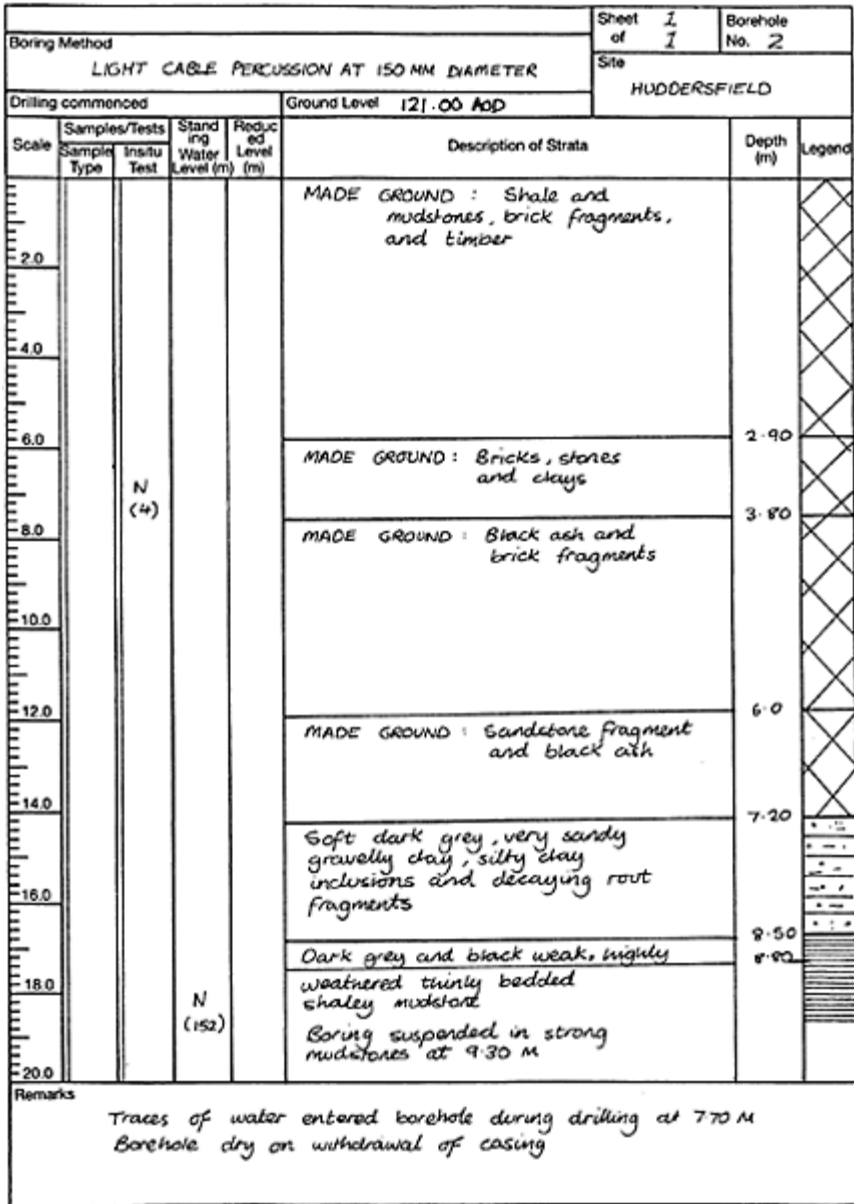 Sheet 1
of 1
Borehole
No. 2
Boring Method
LIGHT CABLE PERCUSSION AT 150 MM DIAMETER
Site
HUDDERSFIELD
Drilling commenced
Ground Level 121.00 AOD
Scale
Samples/Tests
Sample
Type
Insitu
Test
Stand
ing
Water
Level (m)
Reduc
ed
Level
(m)
Description of Strata
Depth
(m)
Legend
MADE GROUND : Shale and
mudstones, brick fragments,
and timber
2.0
4.0
6.0
2.90
MADE GROUND : Bricks, stones
and clays
N
(4)
3.80
8.0
MADE GROUND : Black ash and
brick fragments
10.0
12.0
6.0
MADE GROUND : Sandstone fragment
and black ash
14.0
7.20
Soft dark grey, very sandy
gravelly clay, silty clay
inclusions and decaying root
fragments
16.0
8.50
Dark grey and black weak, highly
8.80
weathered thinly bedded
shaley mudstone
18.0
N
(152)
Boring suspended in strong
mudstones at 9.30 M
20.0
Remarks
Traces of water entered borehole during drilling at 7.70 M
Borehole dry on withdrawal of casing